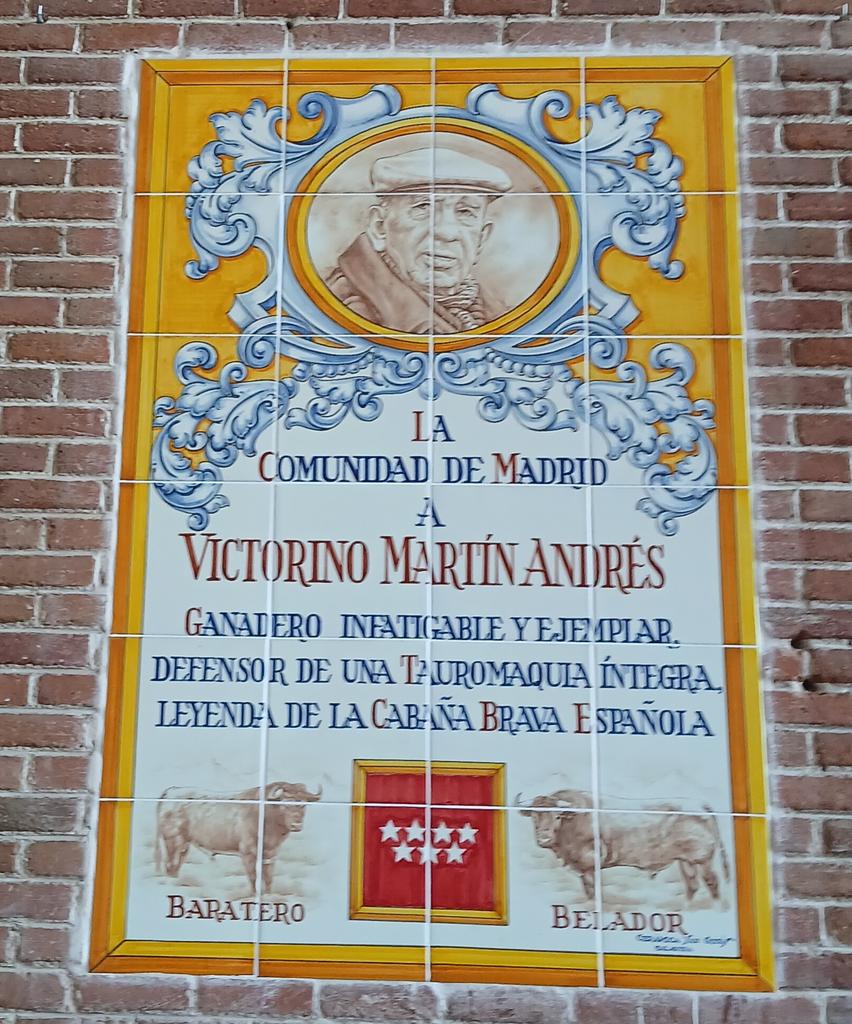 LA
COMUNIDAD DE MADRID
A
VICTORINO MARTÍN ANDRÉS
GANADERO INFATIGABLE Y EJEMPLAR,
DEFENSOR DE UNA TAUROMAQUIA ÍNTEGRA,
LEYENDA DE LA CABAÑA BRAVA ESPAÑOLA
BARATERO
BELADOR